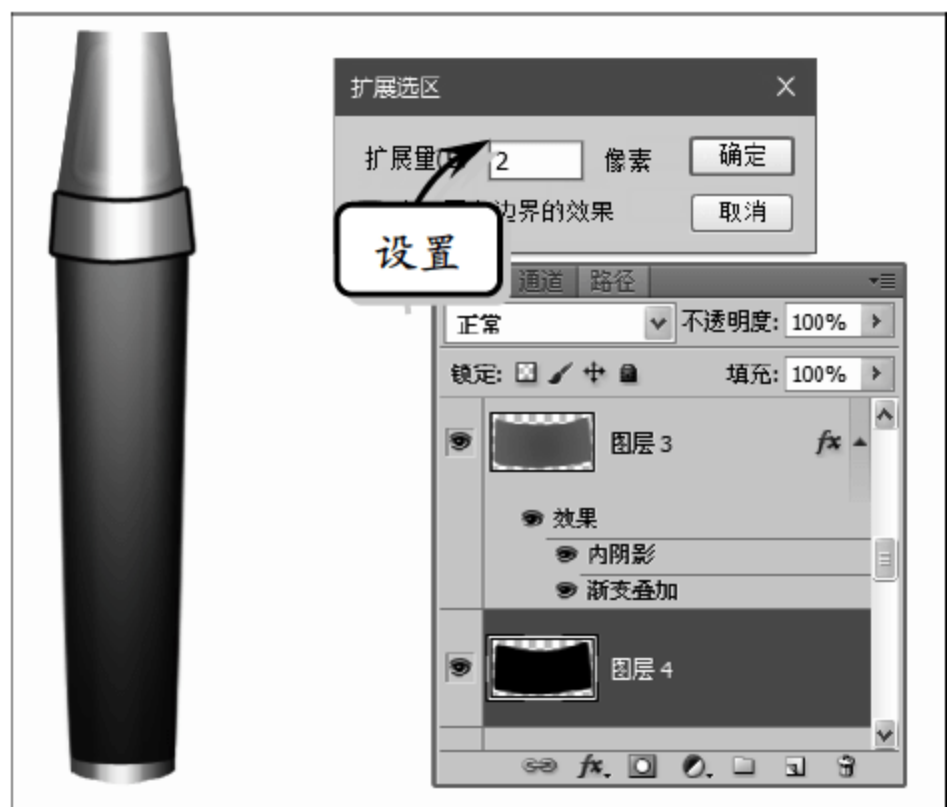 扩展选区
扩展量
2
像素
确定
边界的效果
取消
设置
通道 路径
正常
不透明度: 100%
锁定:
填充: 100%
图层 3
fx
效果
内阴影
渐变叠加
图层 4
fx.